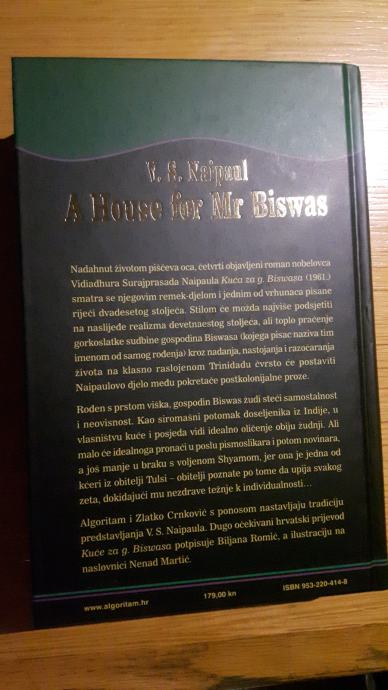 V. S. Naipaul
A House for Mr Biswas
Nadahnut životom piščeva oca, četvrti objavljeni roman nobelovca
Vidiadhura Surajprasada Naipaula Kuća za g. Biswasa (1961.)
smatra se njegovim remek-djelom i jednim od vrhunaca pisane
riječi dvadesetog stoljeća. Stilom će možda najviše podsjetiti
na naslijeđe realizma devetnaestog stoljeća, ali toplo praćenje
gorkoslatke sudbine gospodina Biswasa (kojega pisac naziva tim
imenom od samog rođenja) kroz nadanja, nastojanja i razočaranja
života na klasno raslojenom Trinidadu čvrsto će postaviti
Naipaulovo djelo među pokretače postkolonijalne proze.
Rođen s prstom viška, gospodin Biswas žudi steći samostalnost
i neovisnost. Kao siromašni potomak doseljenika iz Indije, u
vlasništvu kuće i posjeda vidi idealno oličenje obiju žudnji. Ali
malo će idealnoga pronaći u poslu pismoslikara i potom novinara,
a još manje u braku s voljenom Shyamom, jer ona je jedna od
kćeri iz obitelji Tulsi – obitelji poznate po tome da upija svakog
zeta, dokidajući mu nezdrave težnje k individualnosti...
Algoritam i Zlatko Crnković s ponosom nastavljaju tradiciju
predstavljanja V. S. Naipaula. Dugo očekivani hrvatski prijevod
Kuće za g. Biswasa potpisuje Biljana Romić, a ilustraciju na
naslovnici Nenad Martić.
www.algoritam.hr
179,00 kn
ISBN 953-220-414-8